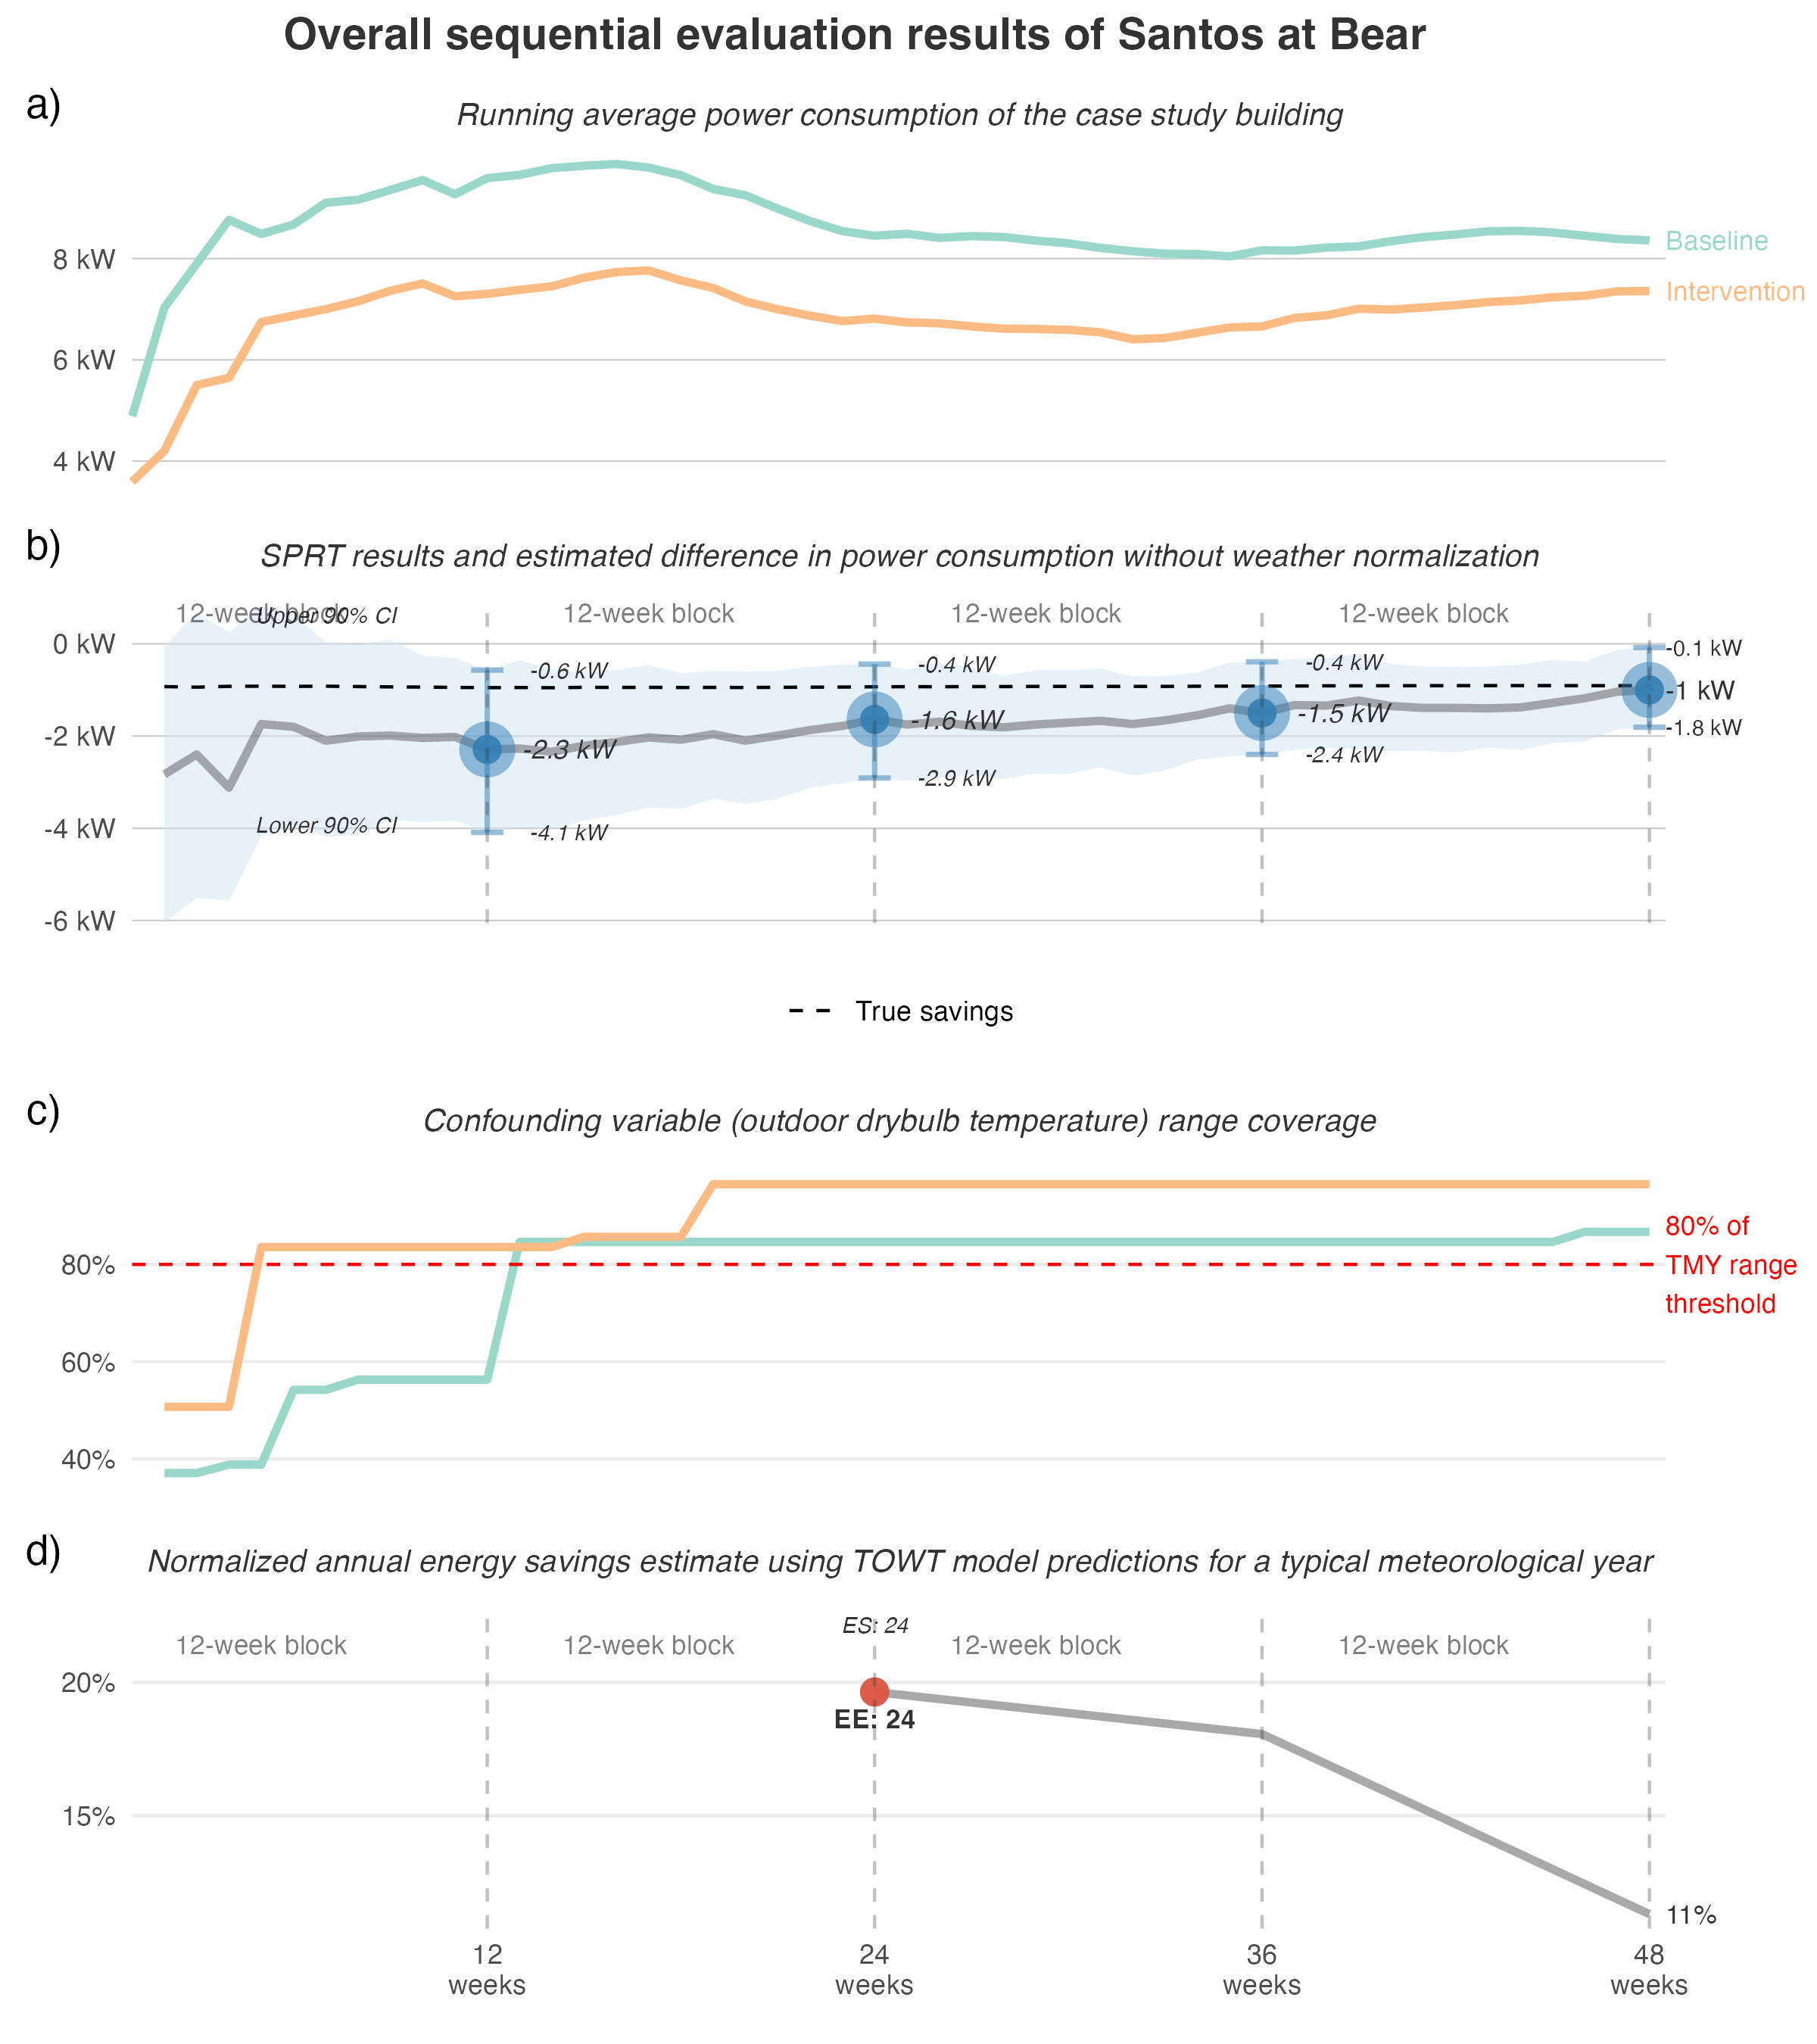 Overall sequential evaluation results of Santos at Bear
a)
Running average power consumption of the case study building
8 kW
6 kW
4 kW
Baseline
Intervention
b)
SPRT results and estimated difference in power consumption without weather normalization
12-week block
Upper 90% CI
12-week block
12-week block
12-week block
0 kW
-2 kW
-4 kW
-6 kW
Lower 90% CI
-0.6 kW
-2.3 kW
-4.1 kW
-0.4 kW
-1.6 kW
-2.9 kW
-0.4 kW
-1.5 kW
-2.4 kW
-0.1 kW
-1 kW
-1.8 kW
True savings
c)
Confounding variable (outdoor drybulb temperature) range coverage
80%
60%
40%
80% of
TMY range
threshold
d)
Normalized annual energy savings estimate using TOWT model predictions for a typical meteorological year
ES: 24
12-week block
12-week block
12-week block
12-week block
20%
15%
EE: 24
11%
12
weeks
24
weeks
36
weeks
48
weeks